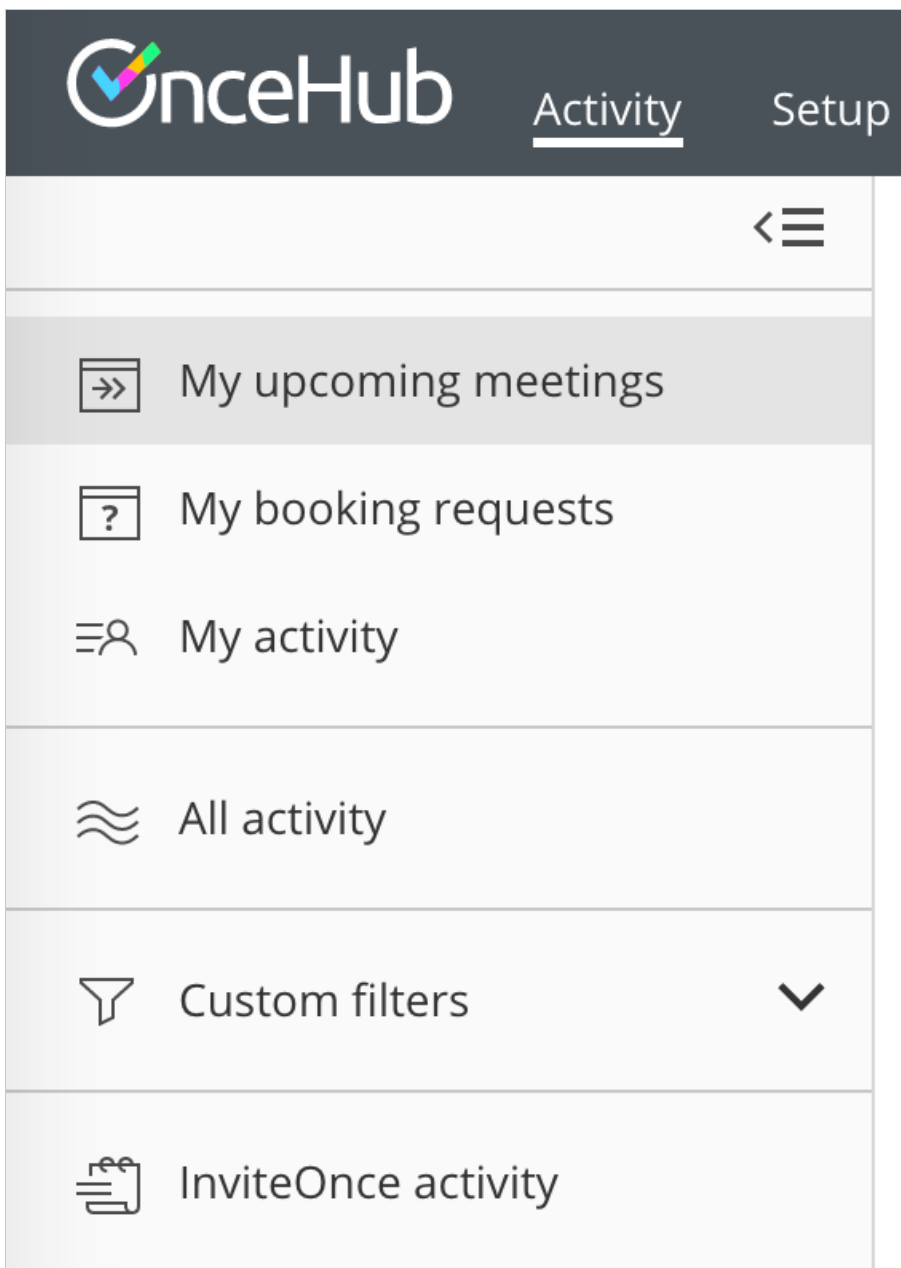 OnceHub
Activity
Setup
My upcoming meetings
?
My booking requests
My activity
All activity
Custom filters
InviteOnce activity